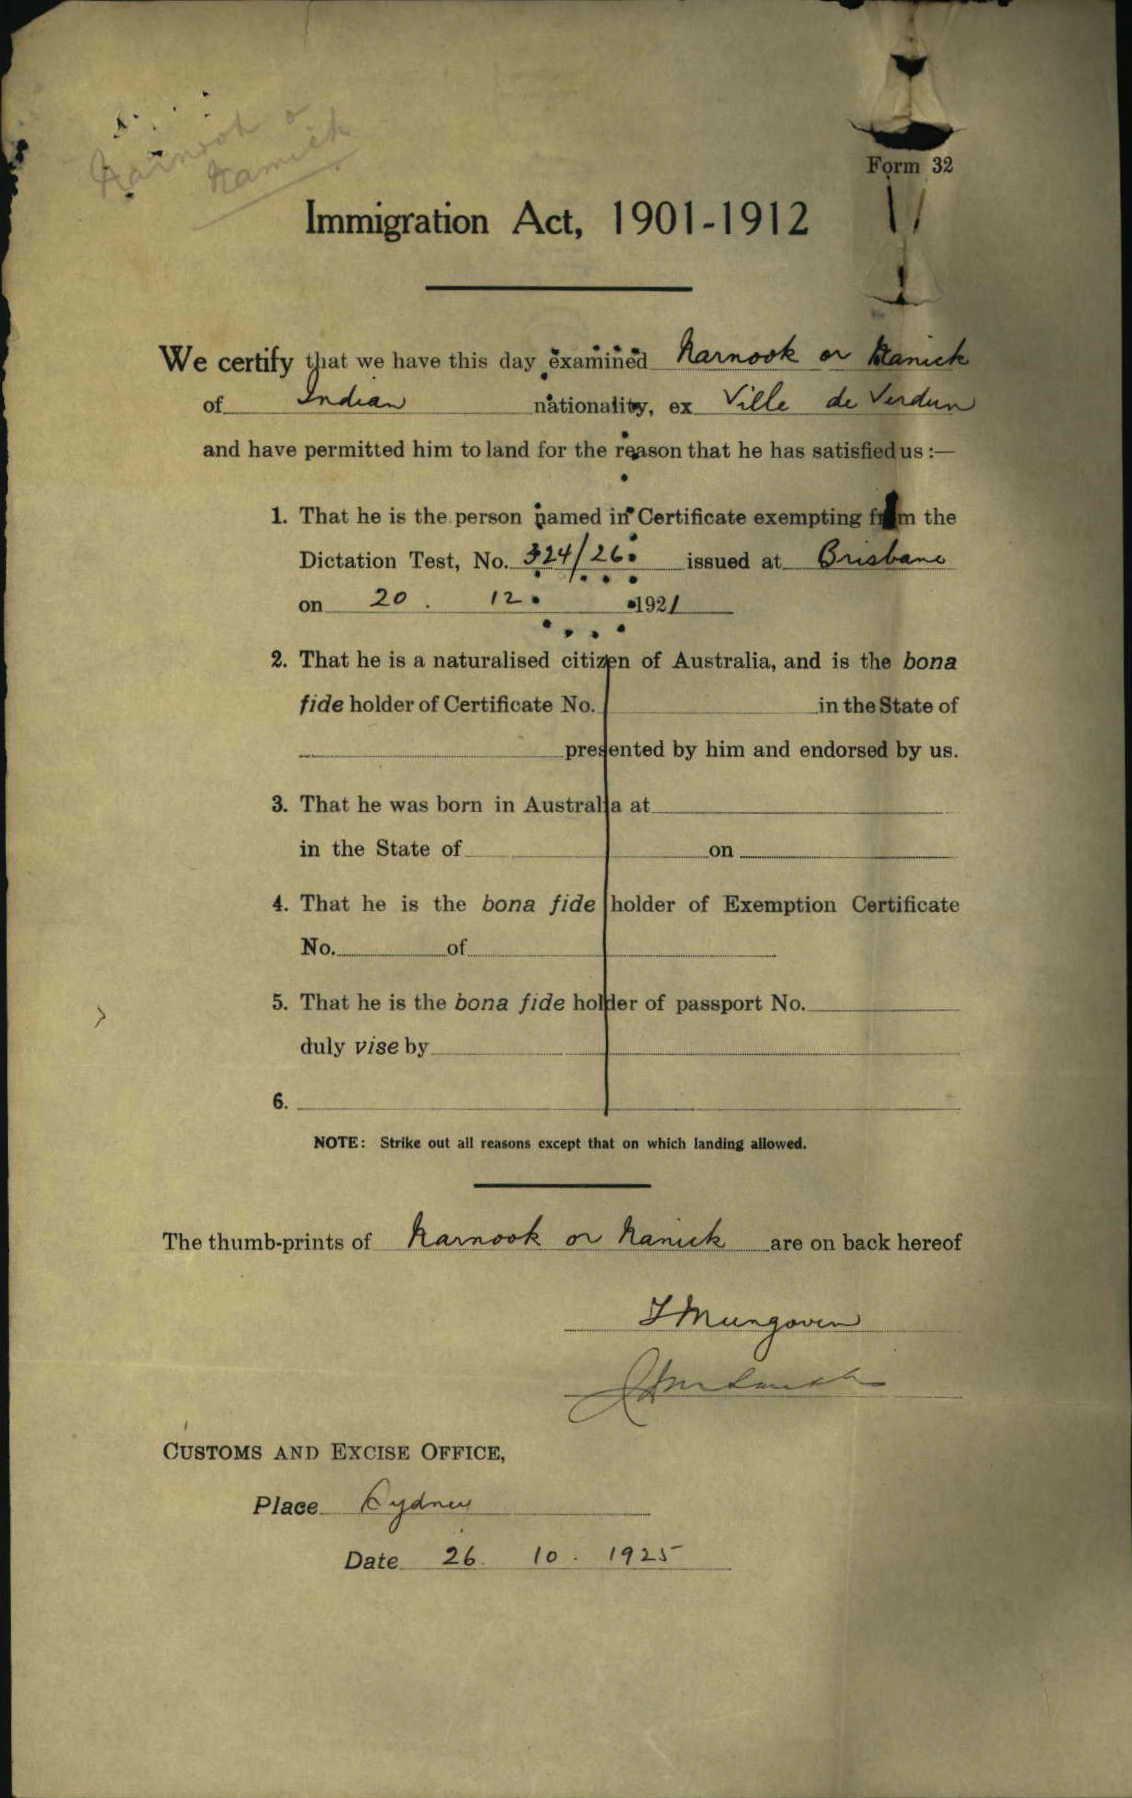 Narnook or
Nanick
Form 32
Immigration Act, 1901-1912
We certify that we have this day examined Narnook or Nanick
of Indian nationality, ex Ville de Verdun
and have permitted him to land for the reason that he has satisfied us :—
1. That he is the person named in Certificate exempting from the
Dictation Test, No. 324/26 issued at Brisbane
on 20. 12. 1921
2. That he is a naturalised citizen of Australia, and is the bona
fide holder of Certificate No. in the State of
presented by him and endorsed by us.
3. That he was born in Australia at
in the State of on
4. That he is the bona fide holder of Exemption Certificate
No. of
5. That he is the bona fide holder of passport No.
duly vise by
6.
NOTE: Strike out all reasons except that on which landing allowed.
The thumb-prints of Narnook or Nanick are on back hereof
J Mungoven
CUSTOMS AND EXCISE OFFICE,
Place Sydney
Date 26. 10. 1925